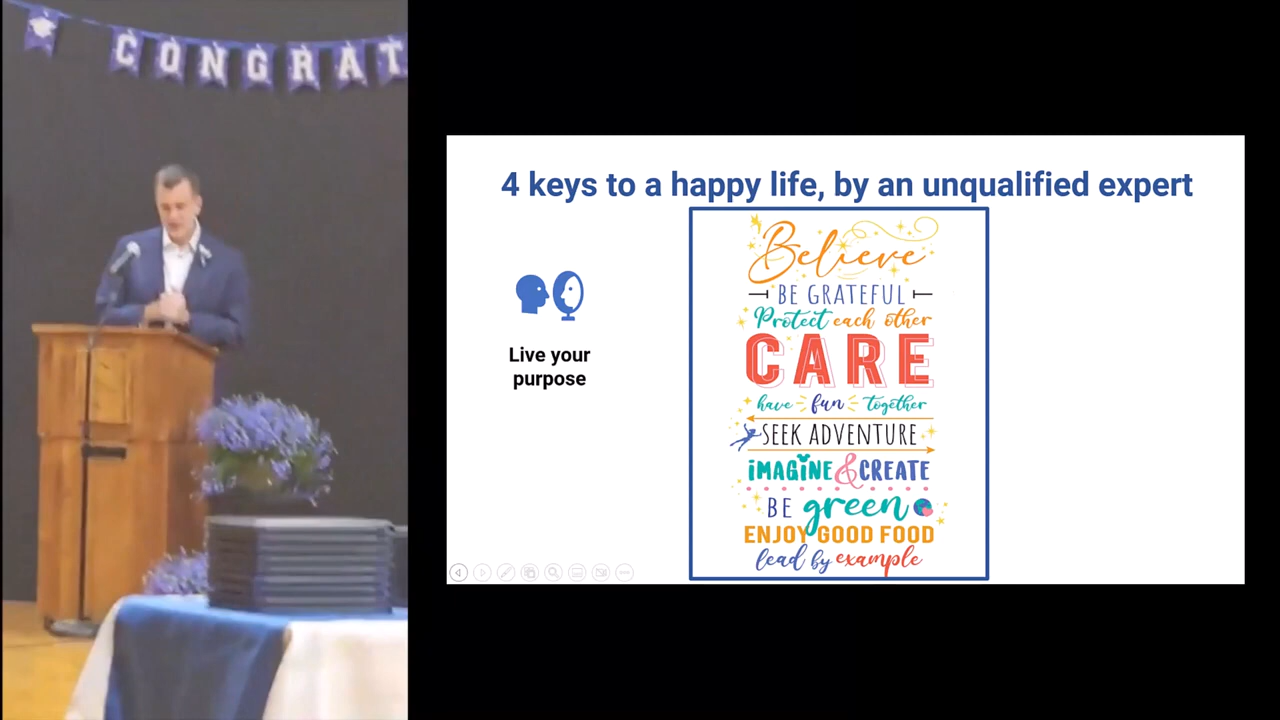 CONGRAT
4 keys to a happy life, by an unqualified expert
Live your
purpose
Believe
BE GRATEFUL
Protect each other
CARE
have fun together
SEEK ADVENTURE
IMAGINE & CREATE
BE green
ENJOY GOOD FOOD
lead by example